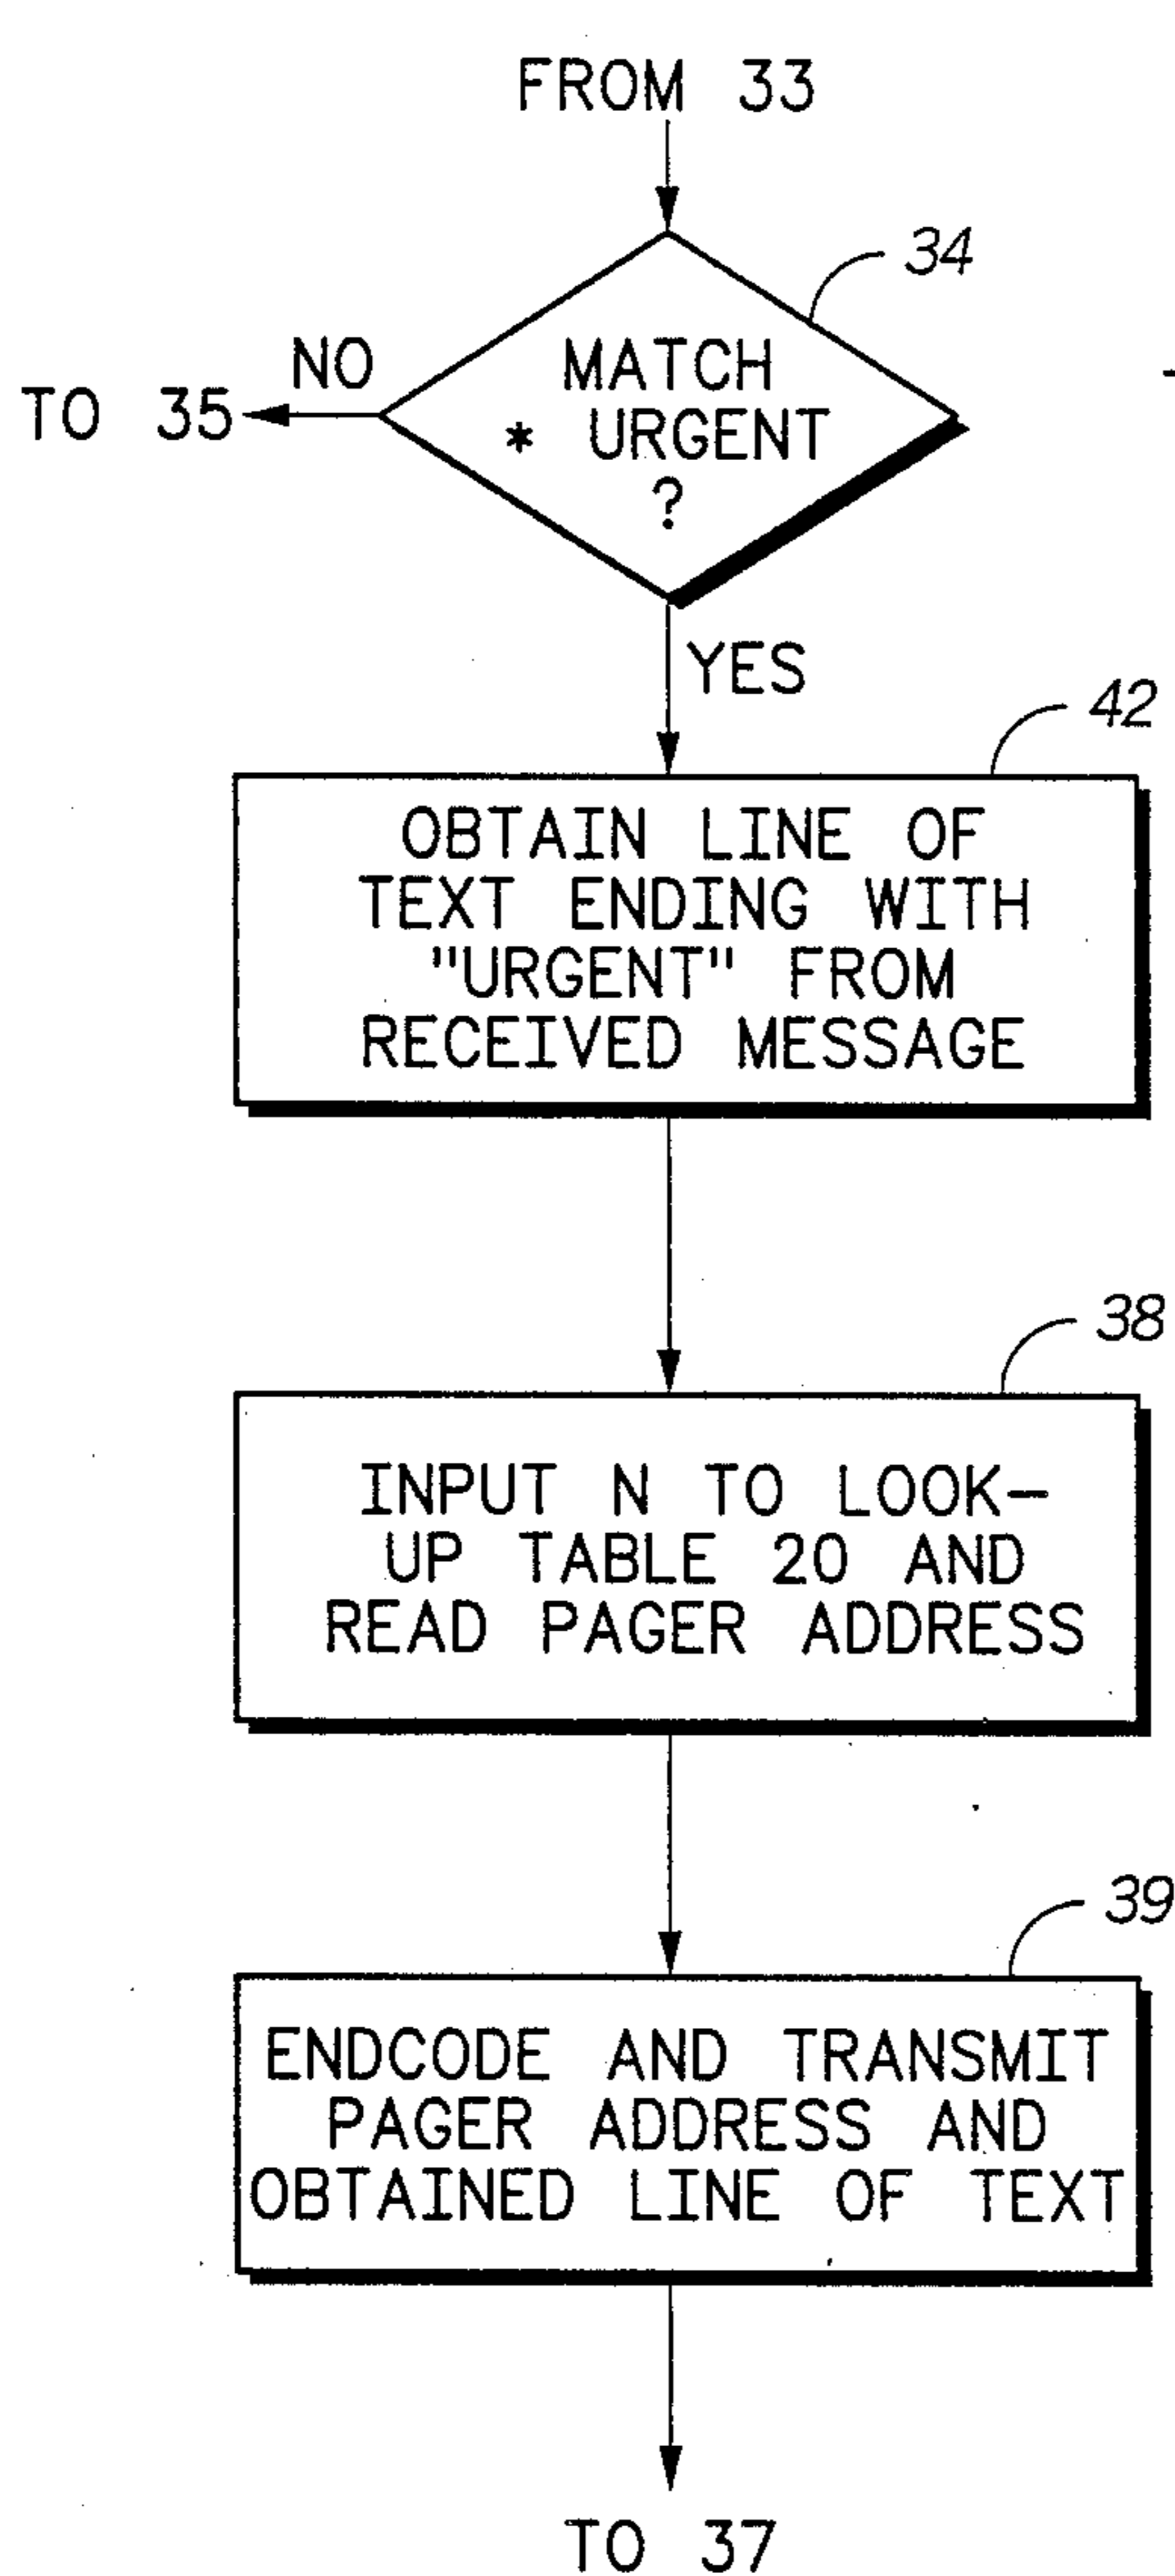 FROM 33
34
MATCH
* URGENT
?
NO
TO 35
YES
42
OBTAIN LINE OF
TEXT ENDING WITH
"URGENT" FROM
RECEIVED MESSAGE
38
INPUT N TO LOOK-
UP TABLE 20 AND
READ PAGER ADDRESS
39
ENDCODE AND TRANSMIT
PAGER ADDRESS AND
OBTAINED LINE OF TEXT
TO 37